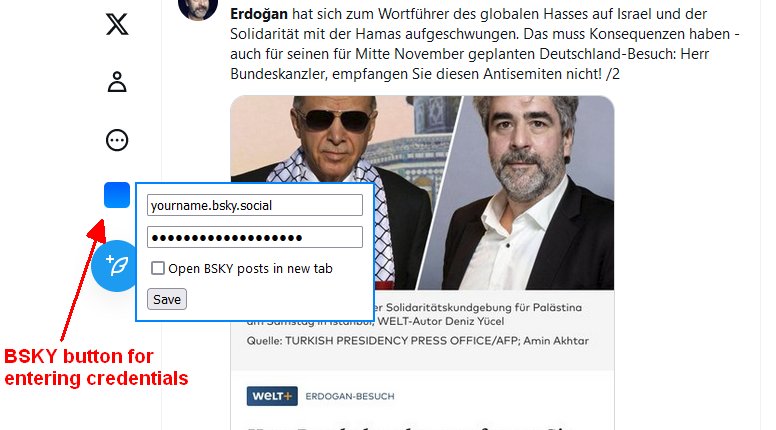 Erdoğan hat sich zum Wortführer des globalen Hasses auf Israel und der
Solidarität mit der Hamas aufgeschwungen. Das muss Konsequenzen haben -
auch für seinen für Mitte November geplanten Deutschland-Besuch: Herr
Bundeskanzler, empfangen Sie diesen Antisemiten nicht! /2
yourname.bsky.social
●●●●●●●●●●●●●●●●●●●
Open BSKY posts in new tab
Save
er Solidaritätskundgebung für Palästina
am Samstag in Istanbul, WELT-Autor Deniz Yücel
Quelle: TURKISH PRESIDENCY PRESS OFFICE/AFP; Amin Akhtar
BSKY button for
entering credentials
WELT+ ERDOGAN-BESUCH